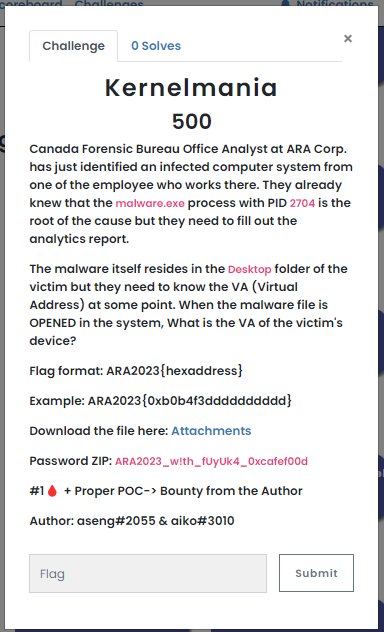 coreboard Challenges Notifications
Challenge 0 Solves ×
Kernelmania
500
Canada Forensic Bureau Office Analyst at ARA Corp.
has just identified an infected computer system from
one of the employee who works there. They already
knew that the malware.exe process with PID 2704 is the
root of the cause but they need to fill out the
analytics report.
The malware itself resides in the Desktop folder of the
victim but they need to know the VA (Virtual
Address) at some point. When the malware file is
OPENED in the system, What is the VA of the victim's
device?
Flag format: ARA2023{hexaddress}
Example: ARA2023{0xb0b4f3dddddddddd}
Download the file here: Attachments
Password ZIP: ARA2023_w!th_fUyUk4_0xcafef00d
#1🩸 + Proper POC-> Bounty from the Author
Author: aseng#2055 & aiko#3010
Flag Submit